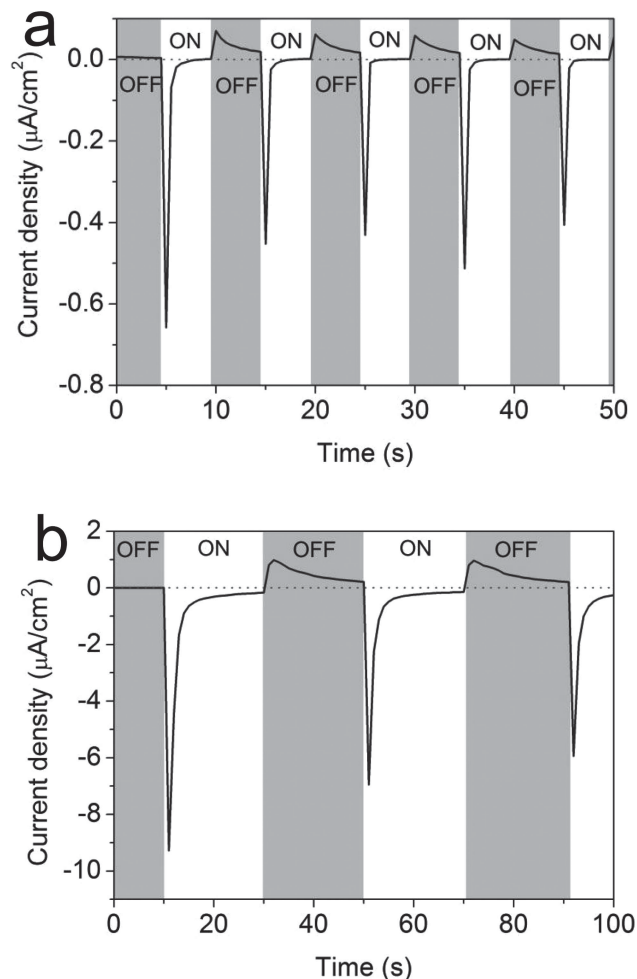 a
ON ON ON ON ON
OFF OFF OFF OFF OFF
0.0
-0.2
-0.4
-0.6
-0.8
Current density (μA/cm²)
0 10 20 30 40 50
Time (s)
b
OFF ON OFF ON OFF
2
0
-2
-4
-6
-8
-10
Current density (μA/cm²)
0 20 40 60 80 100
Time (s)